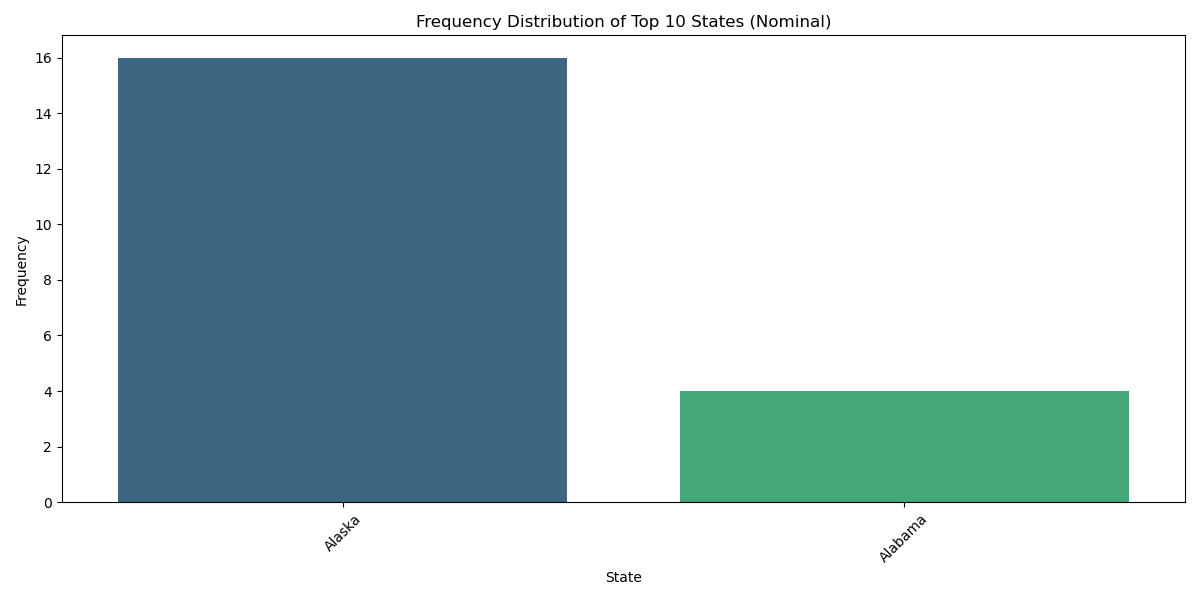 Frequency Distribution of Top 10 States (Nominal)
16
14
12
10
8
6
4
2
0
Frequency
Alaska
Alabama
State